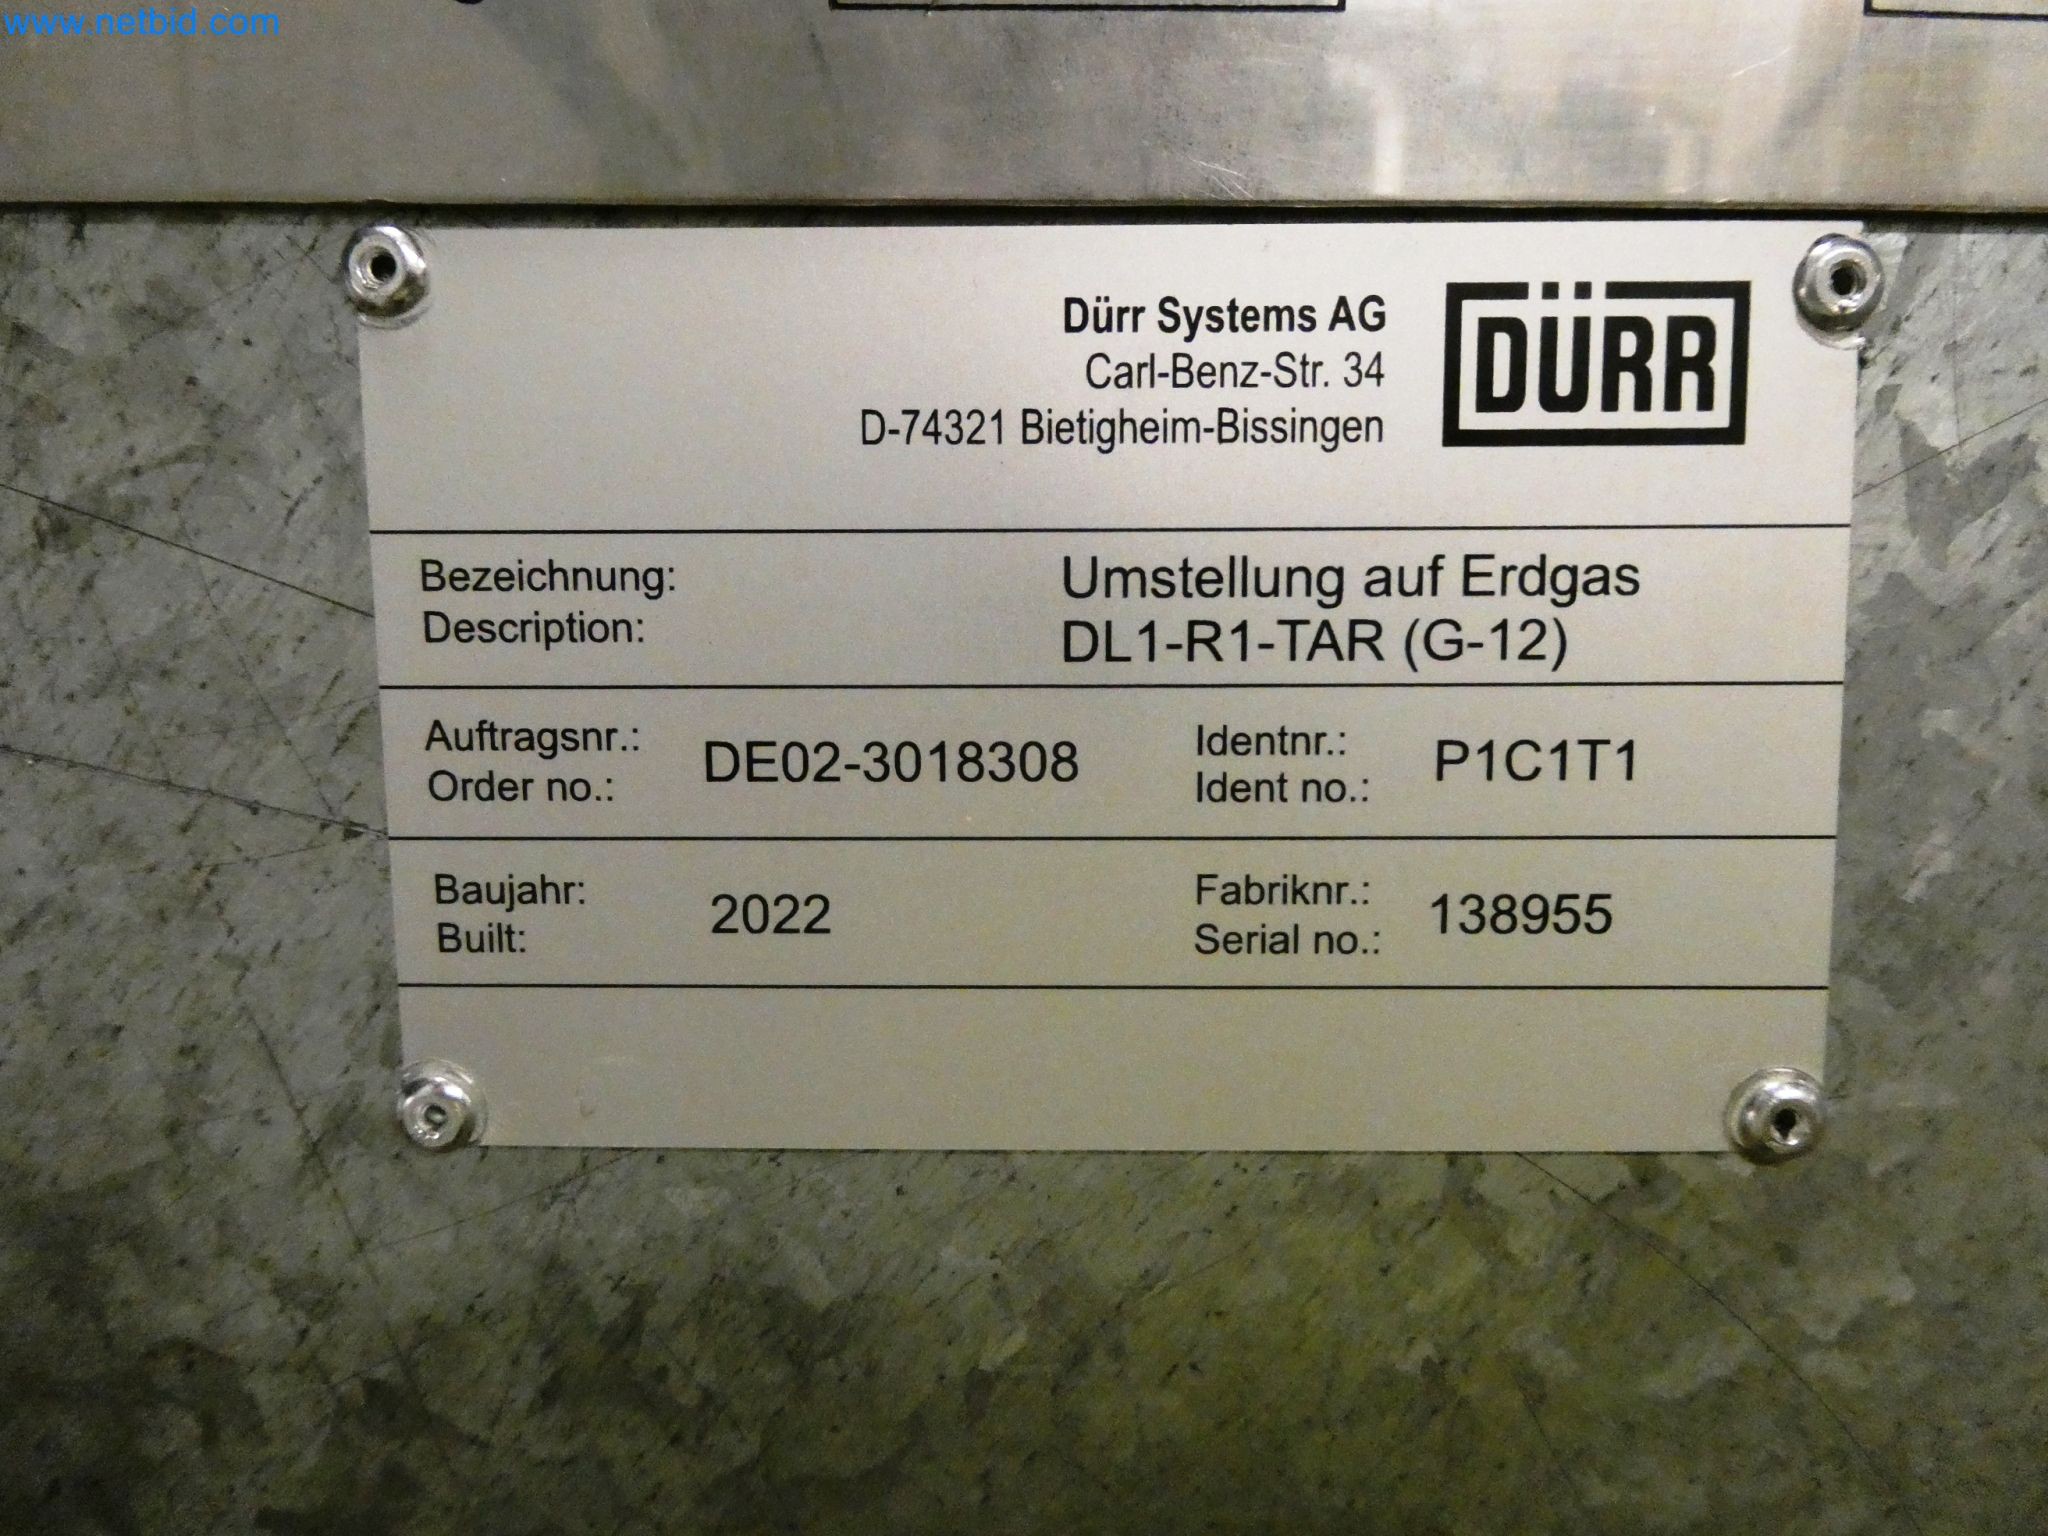 www.netbid.com
Dürr Systems AG
Carl-Benz-Str. 34
D-74321 Bietigheim-Bissingen
DÜRR
Bezeichnung: Umstellung auf Erdgas
Description: DL1-R1-TAR (G-12)
Auftragsnr.: Identnr.:
DE02-3018308 P1C1T1
Order no.: Ident no.:
Baujahr: Fabriknr.:
2022 138955
Built: Serial no.: